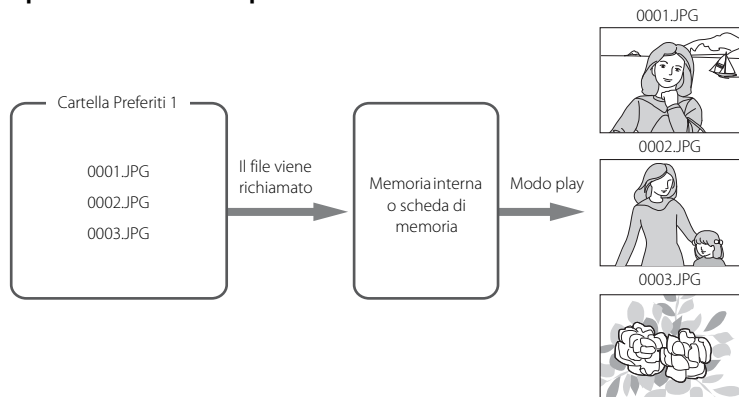 Cartella Preferiti 1
0001.JPG
0002.JPG
0003.JPG
Il file viene
richiamato
Memoria interna
o scheda di
memoria
Modo play
0001.JPG
0002.JPG
0003.JPG